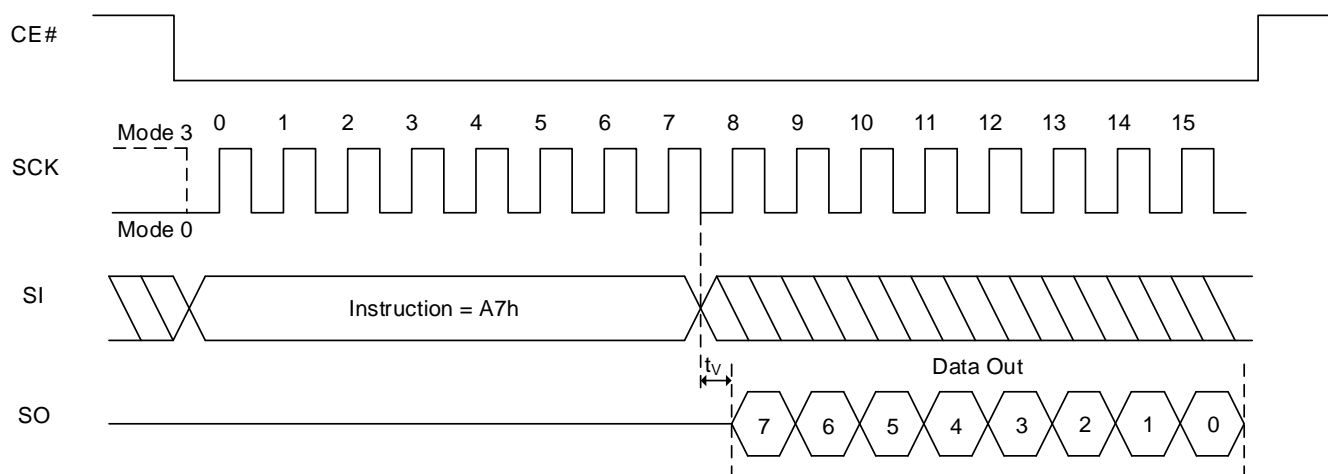 CE#
0 1 2 3 4 5 6 7 8 9 10 11 12 13 14 15
Mode 3
SCK
Mode 0
SI
Instruction = A7h
tV
Data Out
SO
7 6 5 4 3 2 1 0